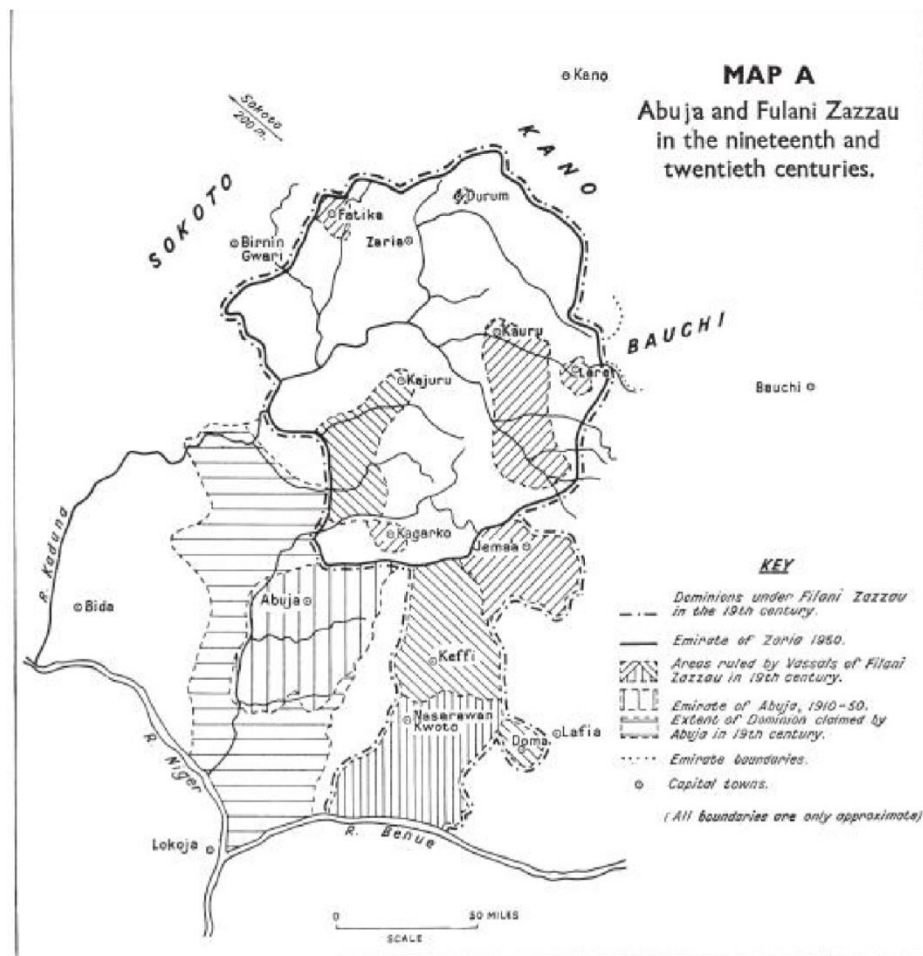 MAP A
Abuja and Fulani Zazzau
in the nineteenth and
twentieth centuries.
Kano
Sokoto
200 m.
KANO
SOKOTO
Durum
Fatika
Birnin
Gwari
Zaria
Kauru
BAUCHI
Lere
Kajuru
Bauchi
R. Kaduna
Kagarko
Jemaa
Bida
Abuja
Keffi
Nasarawan
Kwoto
Doma
Lafia
R. Niger
R. Benue
Lokoja
KEY
Dominions under Filani Zazzau
in the 19th century.
Emirate of Zaria 1950.
Areas ruled by Vassals of Filani
Zazzau in 19th century.
Emirate of Abuja, 1910-50.
Extent of Dominion claimed by
Abuja in 19th century.
Emirate boundaries.
Capital towns.
(All boundaries are only approximate)
0 50 MILES
SCALE